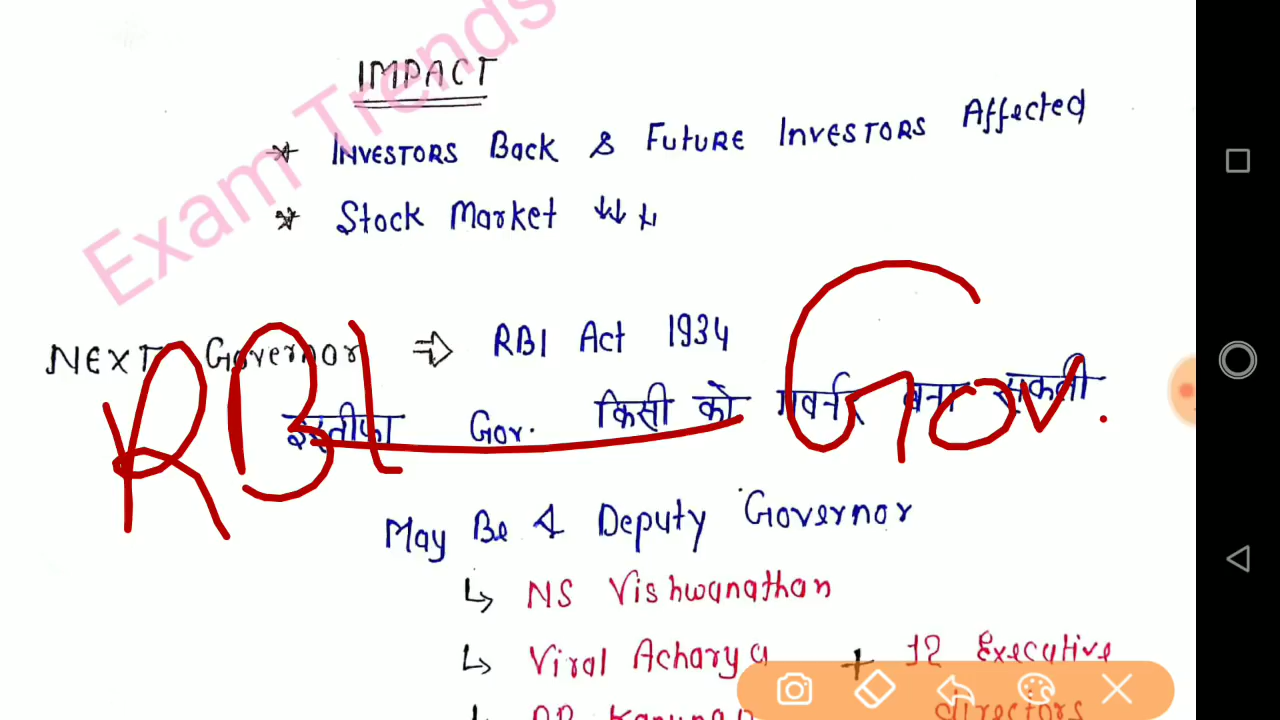 Exam Trends
IMPACT
* INVESTORS Back & FUTURE INVESTORS Affected
* Stock Market ↓↓↓
NEXT Governor ⇒ RBI Act 1934
इस्तीफा Gov. किसी को गवर्नर बना सकती
RBI Gov.
May Be 4 Deputy Governor
↳ NS Vishwanathan
↳ Viral Acharya + 12 Executive
directors